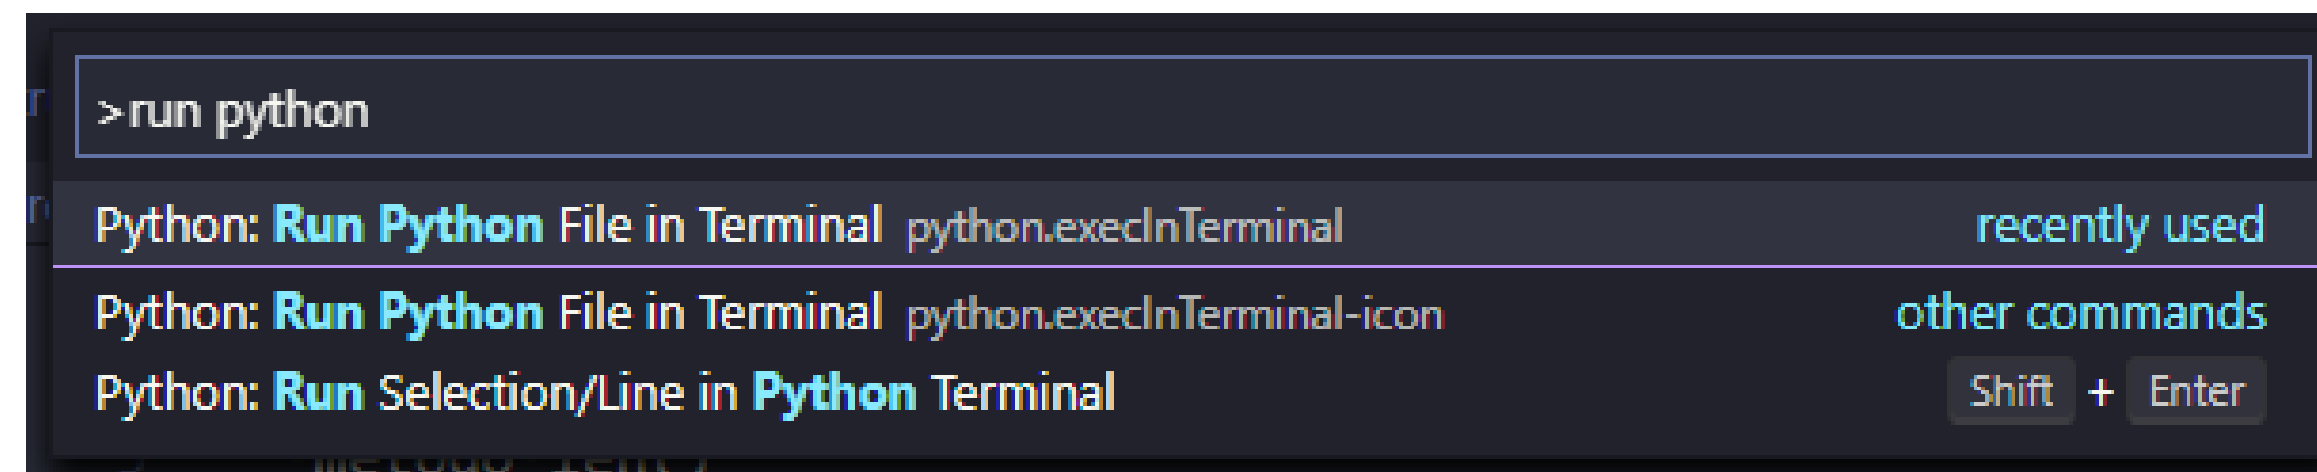 >run python
Python: Run Python File in Terminal python.execInTerminal recently used
Python: Run Python File in Terminal python.execInTerminal-icon other commands
Python: Run Selection/Line in Python Terminal Shift + Enter